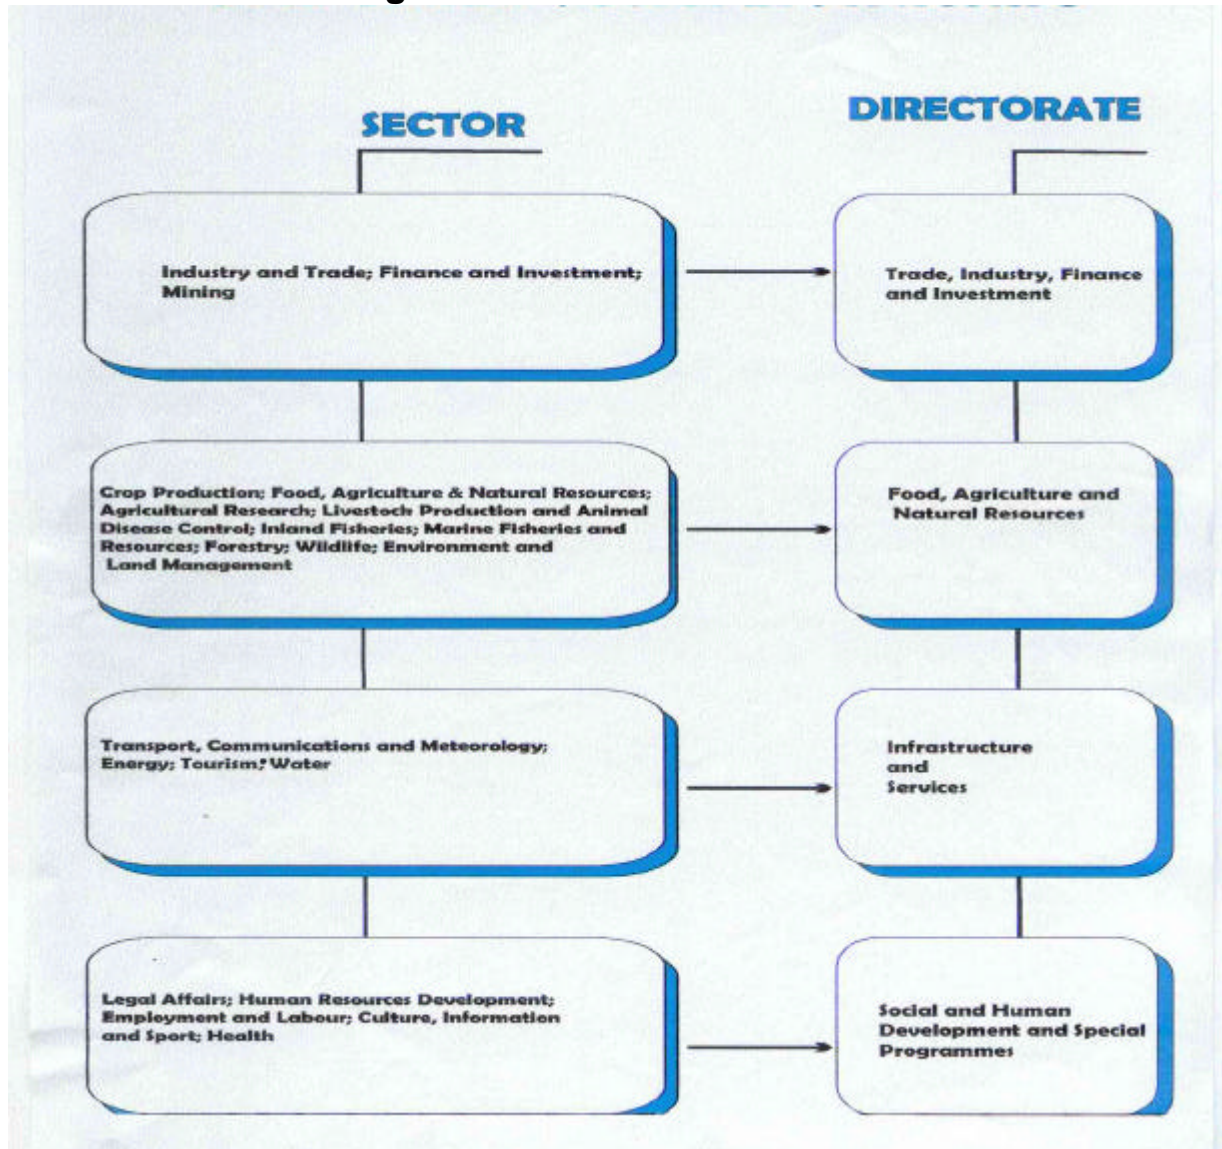 SECTOR
DIRECTORATE
Industry and Trade; Finance and Investment;
Mining
Trade, Industry, Finance
and Investment
Crop Production; Food, Agriculture & Natural Resources;
Agricultural Research; Livestock Production and Animal
Disease Control; Inland Fisheries; Marine Fisheries and
Resources; Forestry; Wildlife; Environment and
Land Management
Food, Agriculture and
Natural Resources
Transport, Communications and Meteorology;
Energy; Tourism; Water
Infrastructure
and
Services
Legal Affairs; Human Resources Development;
Employment and Labour; Culture, Information
and Sport; Health
Social and Human
Development and Special
Programmes